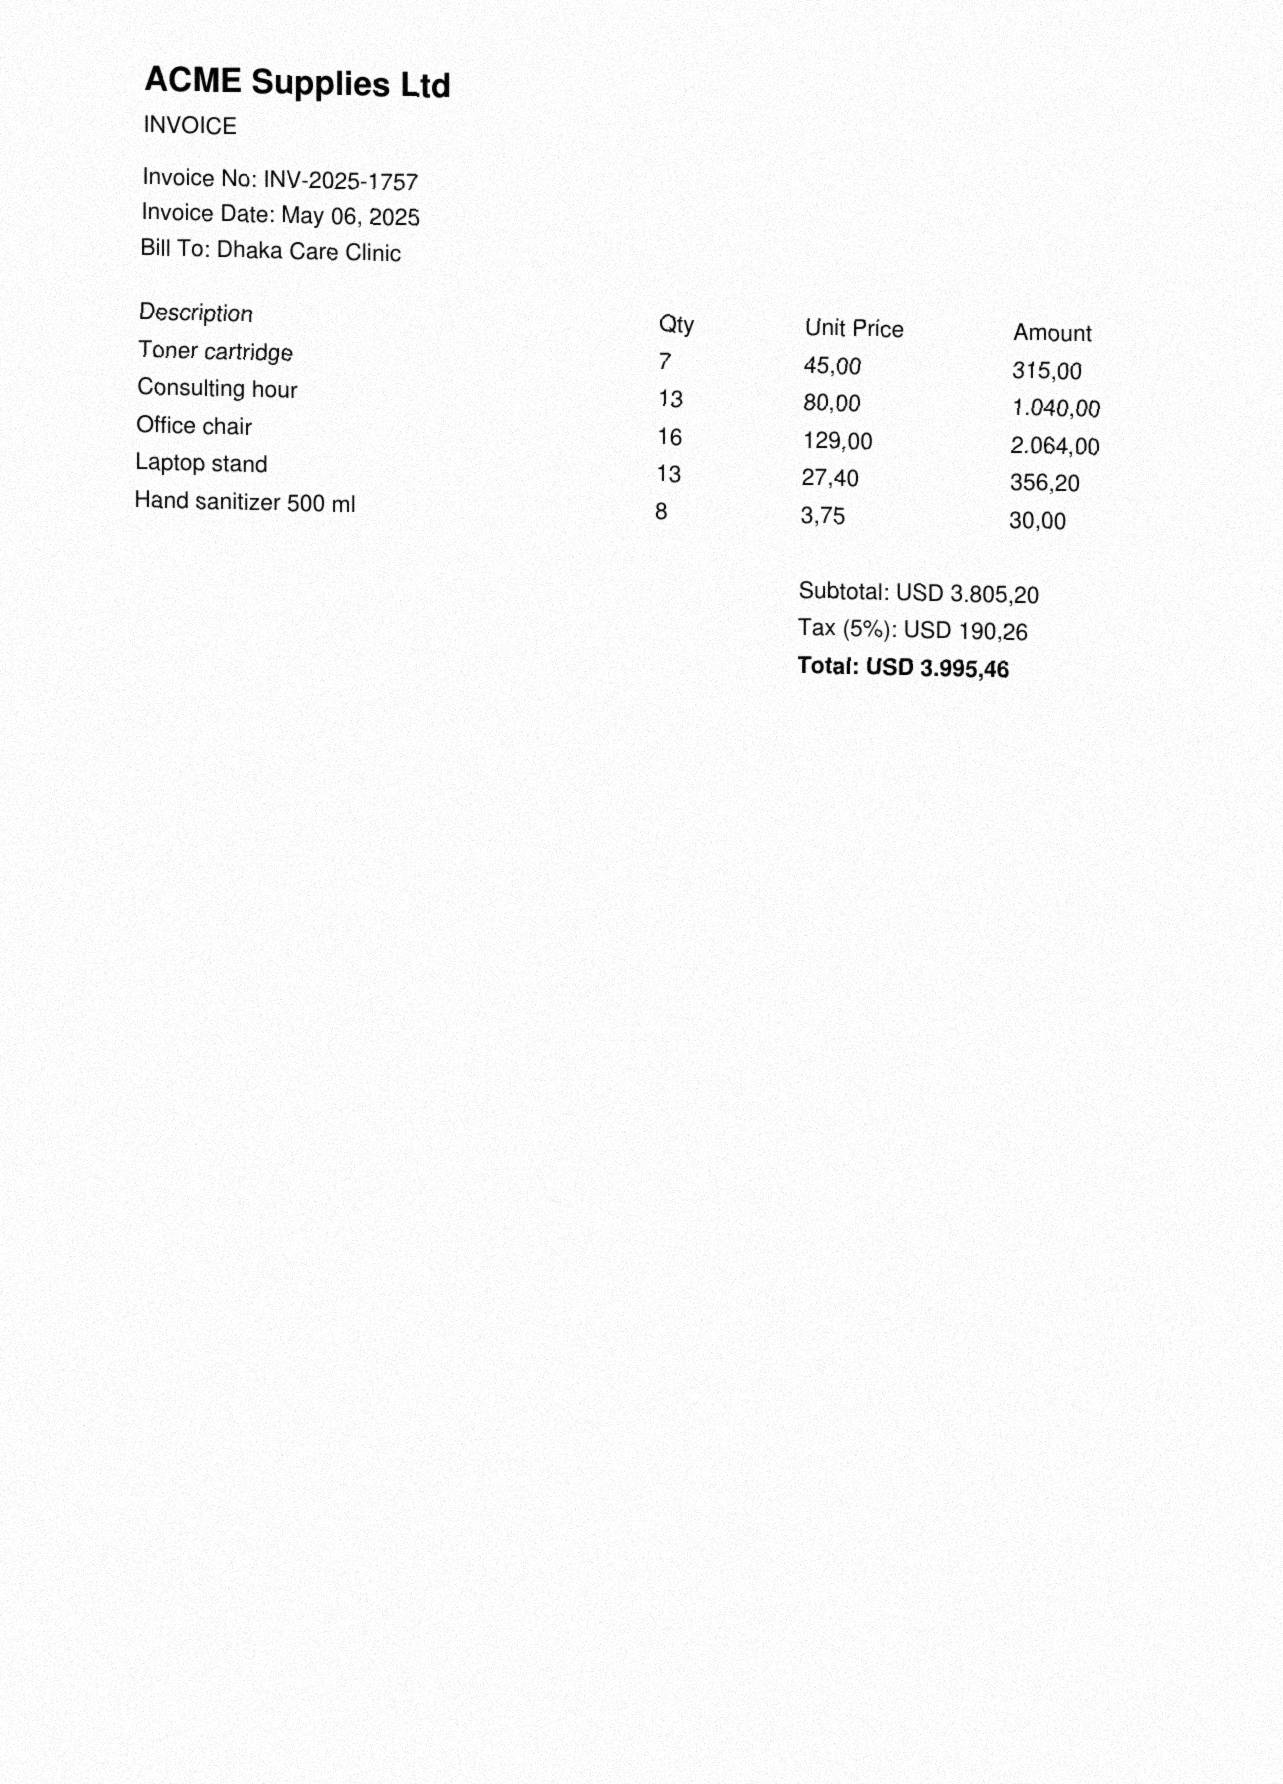 ACME Supplies Ltd
INVOICE
Invoice No: INV-2025-1757
Invoice Date: May 06, 2025
Bill To: Dhaka Care Clinic
Description Qty Unit Price Amount
Toner cartridge 7 45,00 315,00
Consulting hour 13 80,00 1.040,00
Office chair 16 129,00 2.064,00
Laptop stand 13 27,40 356,20
Hand sanitizer 500 ml 8 3,75 30,00
Subtotal: USD 3.805,20
Tax (5%): USD 190,26
Total: USD 3.995,46